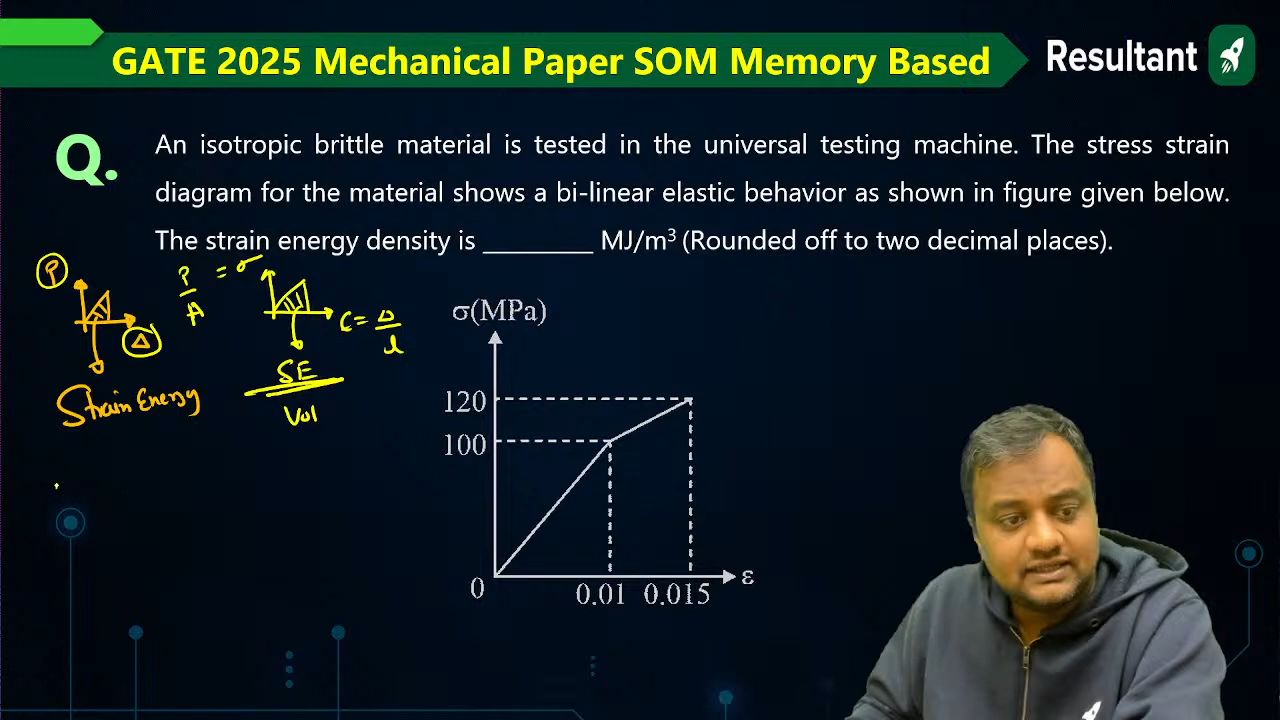 GATE 2025 Mechanical Paper SOM Memory Based
Resultant
Q.
An isotropic brittle material is tested in the universal testing machine. The stress strain
diagram for the material shows a bi-linear elastic behavior as shown in figure given below.
The strain energy density is _________ MJ/m³ (Rounded off to two decimal places).
P
Δ
Strain Energy
P/A = σ
ϵ = Δ/l
SE
Vol
σ(MPa)
120
100
0
0.01 0.015
ε